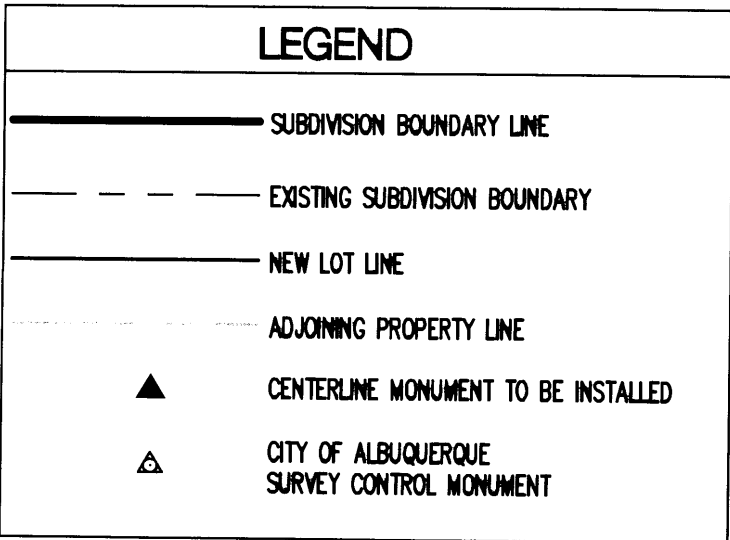 LEGEND
SUBDIVISION BOUNDARY LINE
EXISTING SUBDIVISION BOUNDARY
NEW LOT LINE
ADJOINING PROPERTY LINE
CENTERLINE MONUMENT TO BE INSTALLED
CITY OF ALBUQUERQUE
SURVEY CONTROL MONUMENT